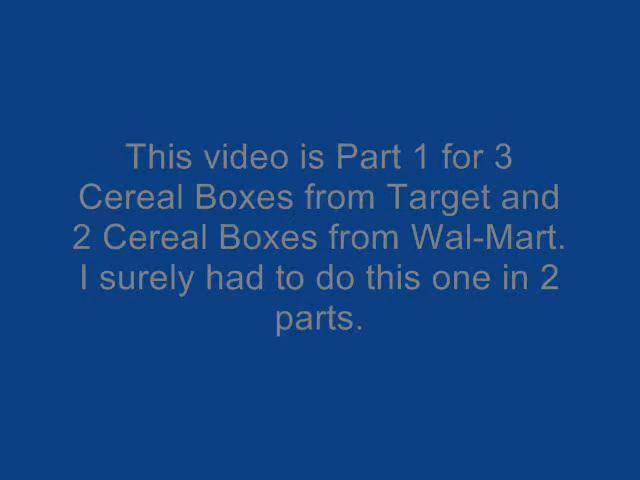 This video is Part 1 for 3
Cereal Boxes from Target and
2 Cereal Boxes from Wal-Mart.
I surely had to do this one in 2
parts.